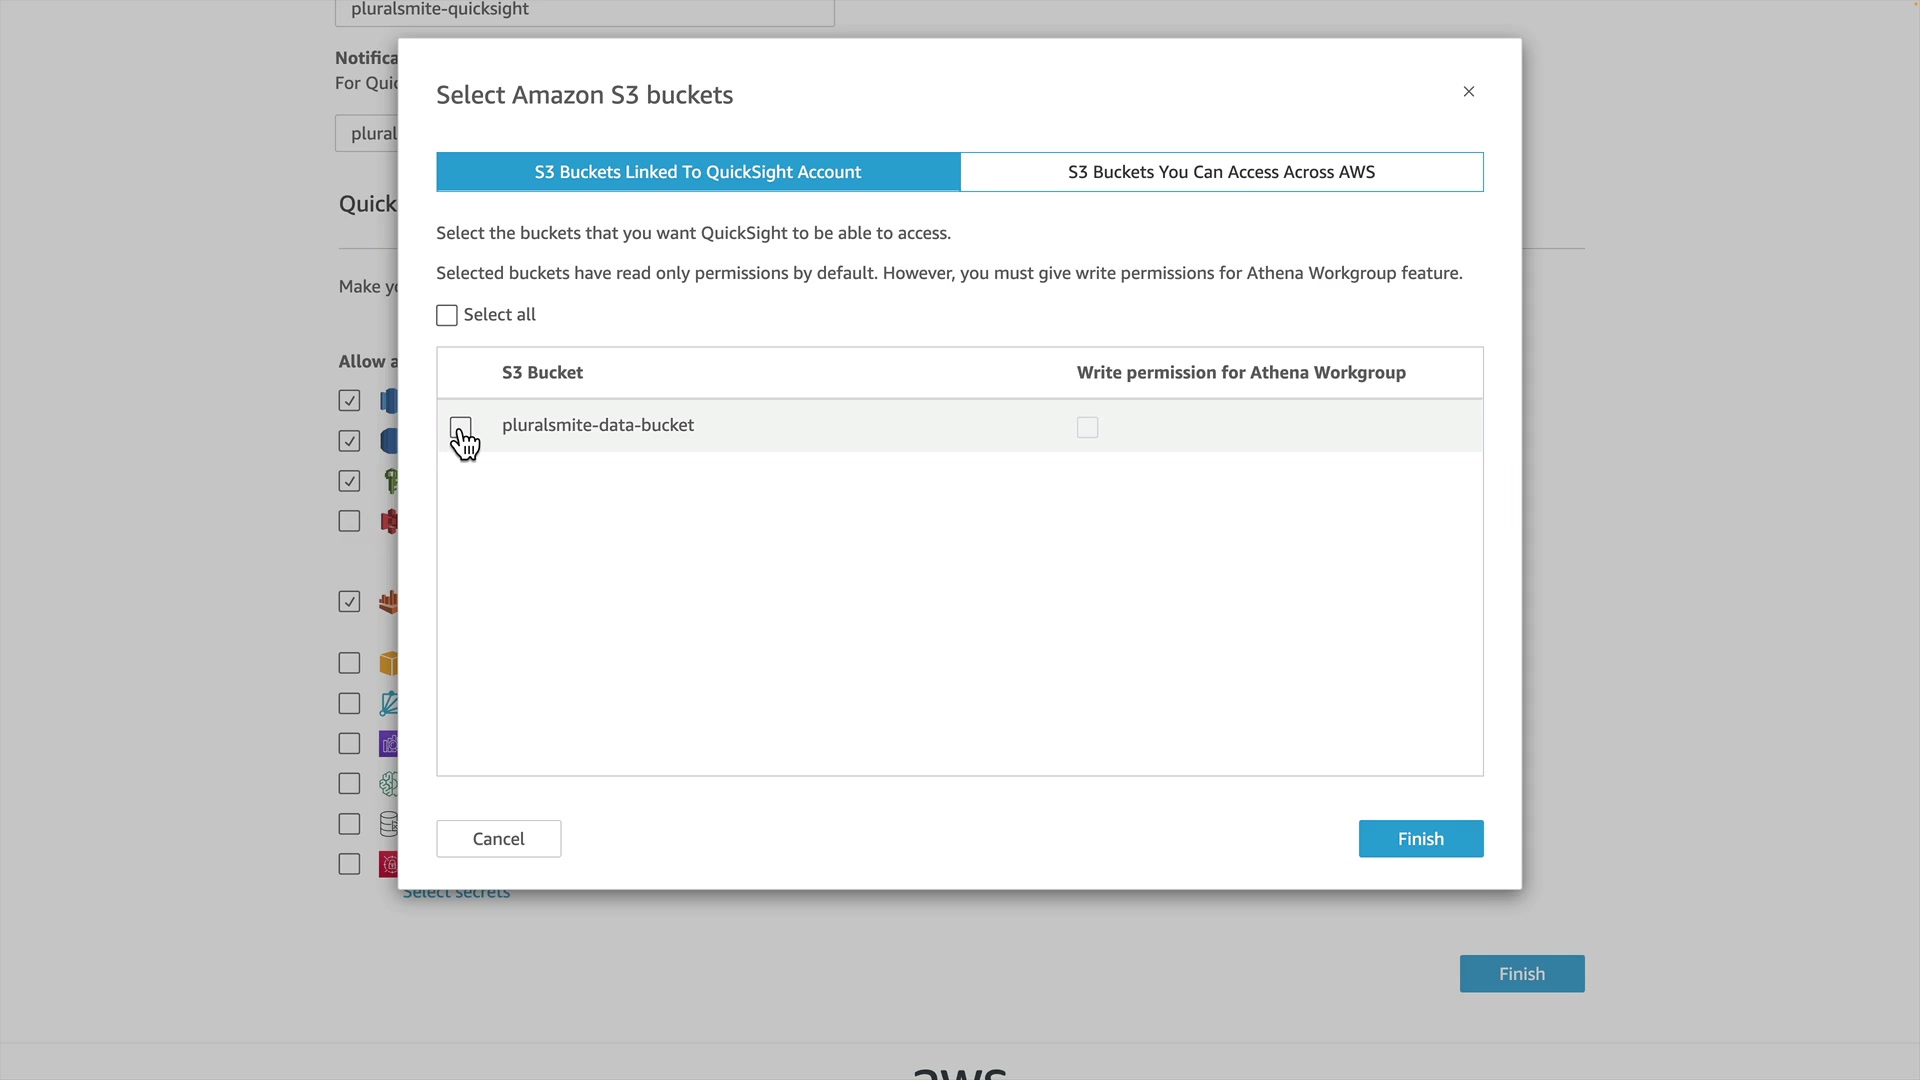 pluralsmite-quicksight
Notifica
For Quic
plural
Quick
Make yo
Allow a
Select Amazon S3 buckets
S3 Buckets Linked To QuickSight Account
S3 Buckets You Can Access Across AWS
Select the buckets that you want QuickSight to be able to access.
Selected buckets have read only permissions by default. However, you must give write permissions for Athena Workgroup feature.
Select all
S3 Bucket
Write permission for Athena Workgroup
pluralsmite-data-bucket
Cancel
Finish
Select secrets
Finish
aws